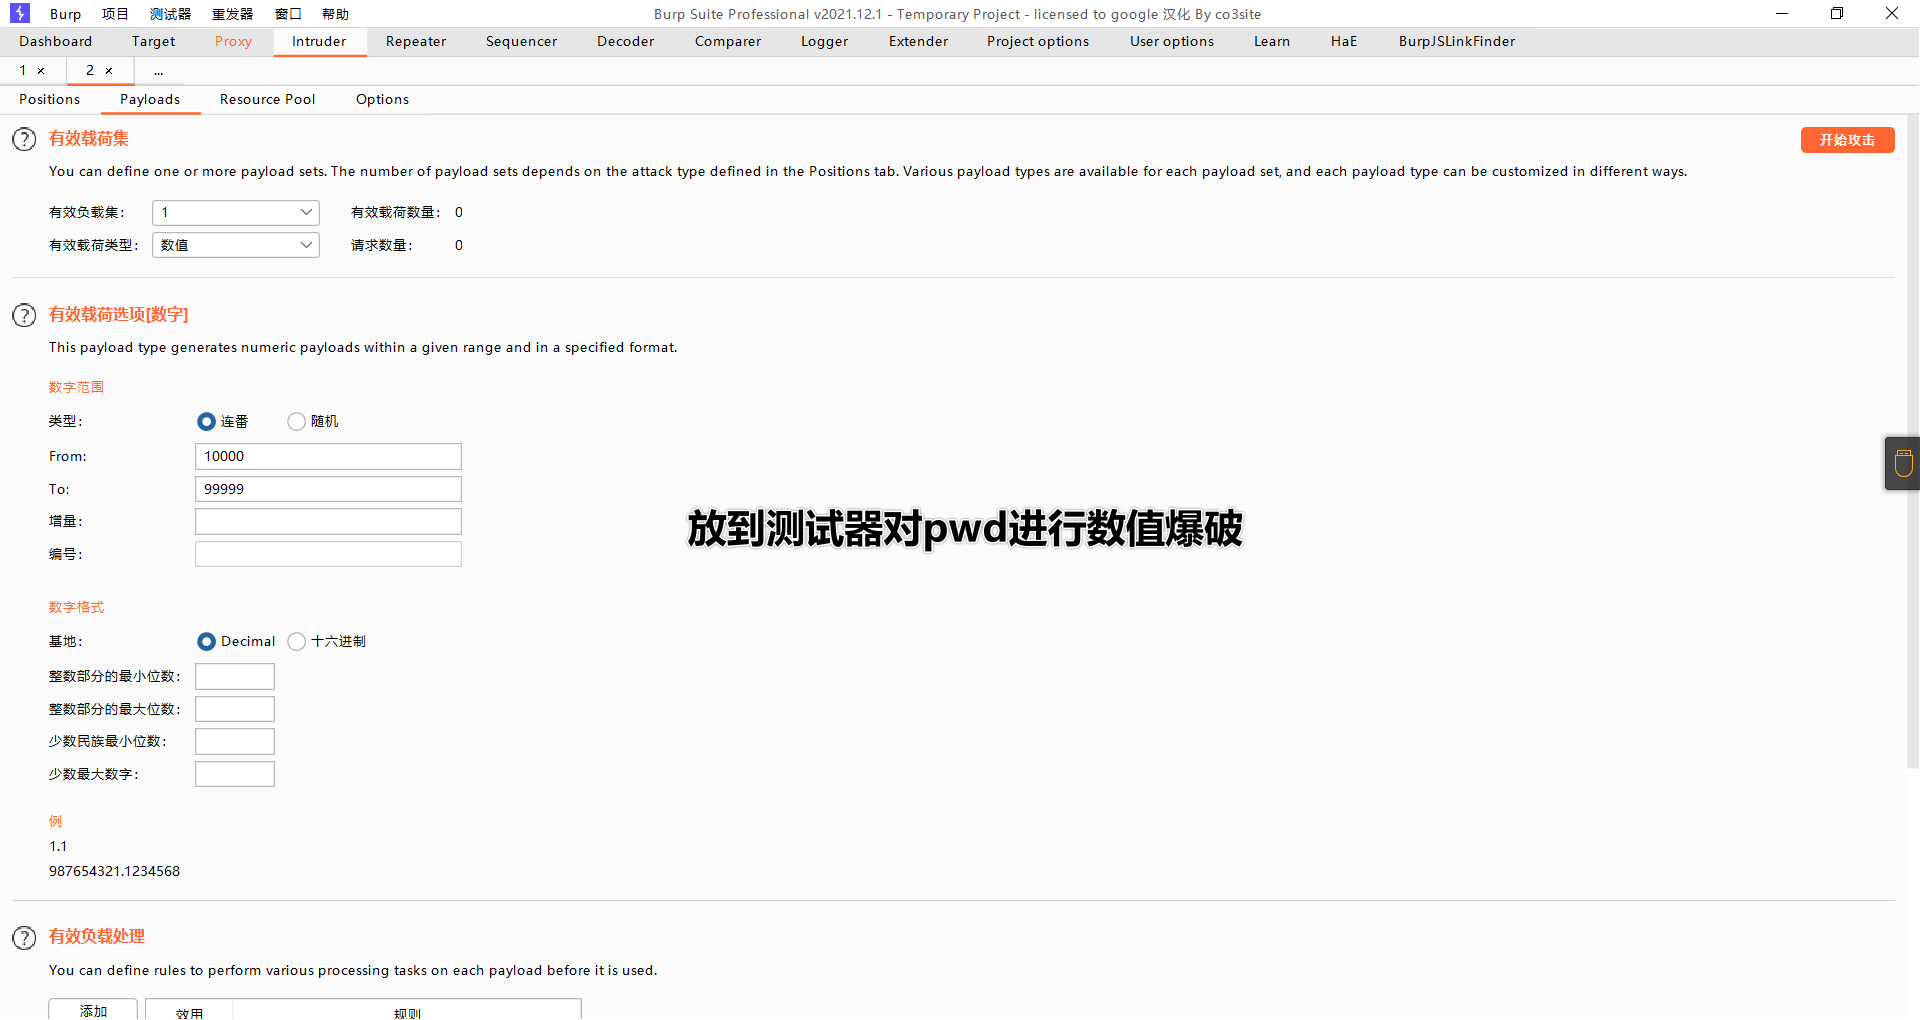 Burp 项目 测试器 重发器 窗口 帮助 Burp Suite Professional v2021.12.1 - Temporary Project - licensed to google 汉化 By co3site
Dashboard Target Proxy Intruder Repeater Sequencer Decoder Comparer Logger Extender Project options User options Learn HaE BurpJSLinkFinder
1 × 2 × ...
Positions Payloads Resource Pool Options
有效载荷集
开始攻击
You can define one or more payload sets. The number of payload sets depends on the attack type defined in the Positions tab. Various payload types are available for each payload set, and each payload type can be customized in different ways.
有效负载集: 1 有效载荷数量: 0
有效载荷类型: 数值 请求数量: 0
有效载荷选项[数字]
This payload type generates numeric payloads within a given range and in a specified format.
数字范围
类型: 连番 随机
From: 10000
To: 99999
增量:
放到测试器对pwd进行数值爆破
编号:
数字格式
基地: Decimal 十六进制
整数部分的最小位数:
整数部分的最大位数:
少数民族最小位数:
少数最大数字:
例
1.1
987654321.1234568
有效负载处理
You can define rules to perform various processing tasks on each payload before it is used.
添加 效用 规则